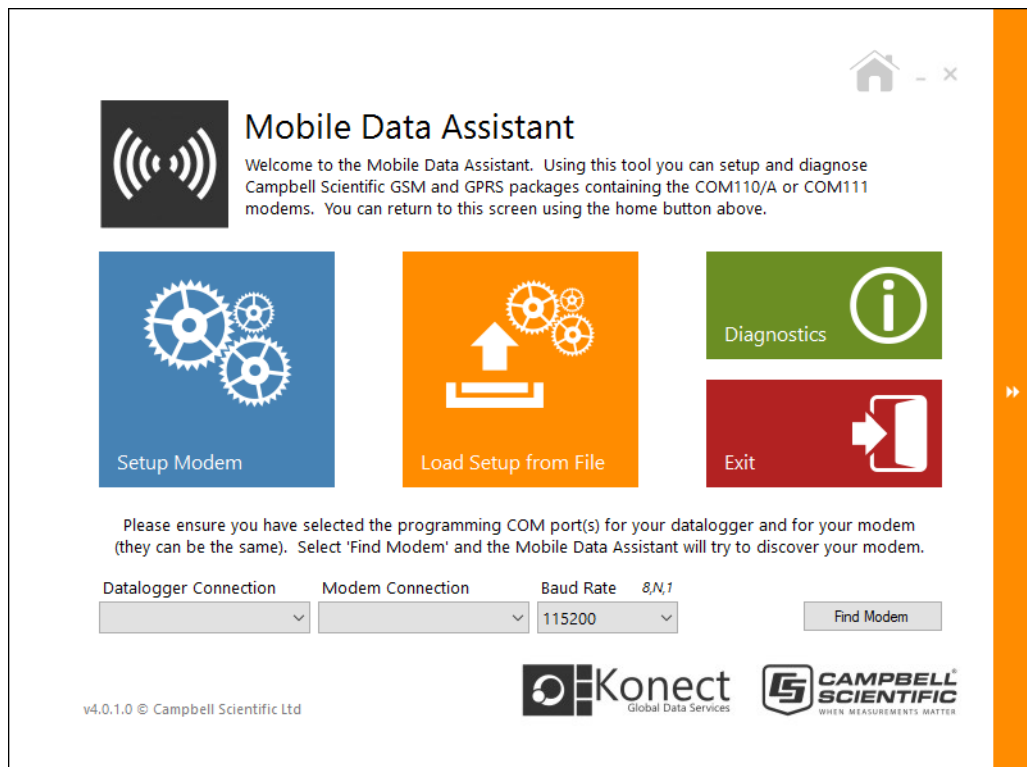 Mobile Data Assistant
Welcome to the Mobile Data Assistant.  Using this tool you can setup and diagnose
Campbell Scientific GSM and GPRS packages containing the COM110/A or COM111
modems.  You can return to this screen using the home button above.
Setup Modem
Load Setup from File
Diagnostics
Exit
Please ensure you have selected the programming COM port(s) for your datalogger and for your modem
(they can be the same).  Select 'Find Modem' and the Mobile Data Assistant will try to discover your modem.
Datalogger Connection
Modem Connection
Baud Rate
8,N,1
115200
Find Modem
Konect
Global Data Services
CAMPBELL®
SCIENTIFIC
WHEN MEASUREMENTS MATTER
v4.0.1.0 © Campbell Scientific Ltd